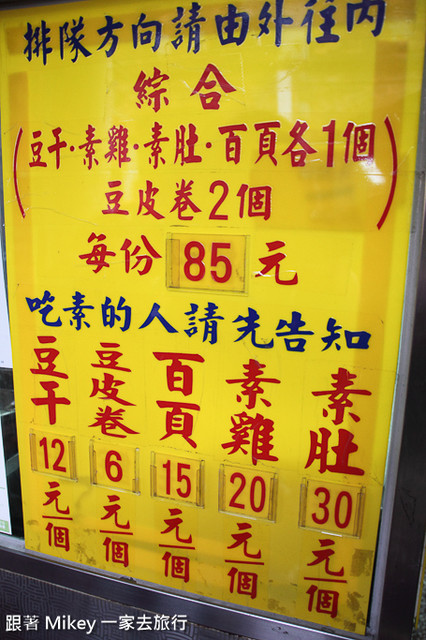 排隊方向請由外往內
綜合
(豆干·素雞·素肚·百頁各1個
豆皮卷2個)
每份 85 元
吃素的人請先告知
豆干 12 元/個
豆皮卷 6 元/個
百頁 15 元/個
素雞 20 元/個
素肚 30 元/個
跟著 Mikey 一家去旅行